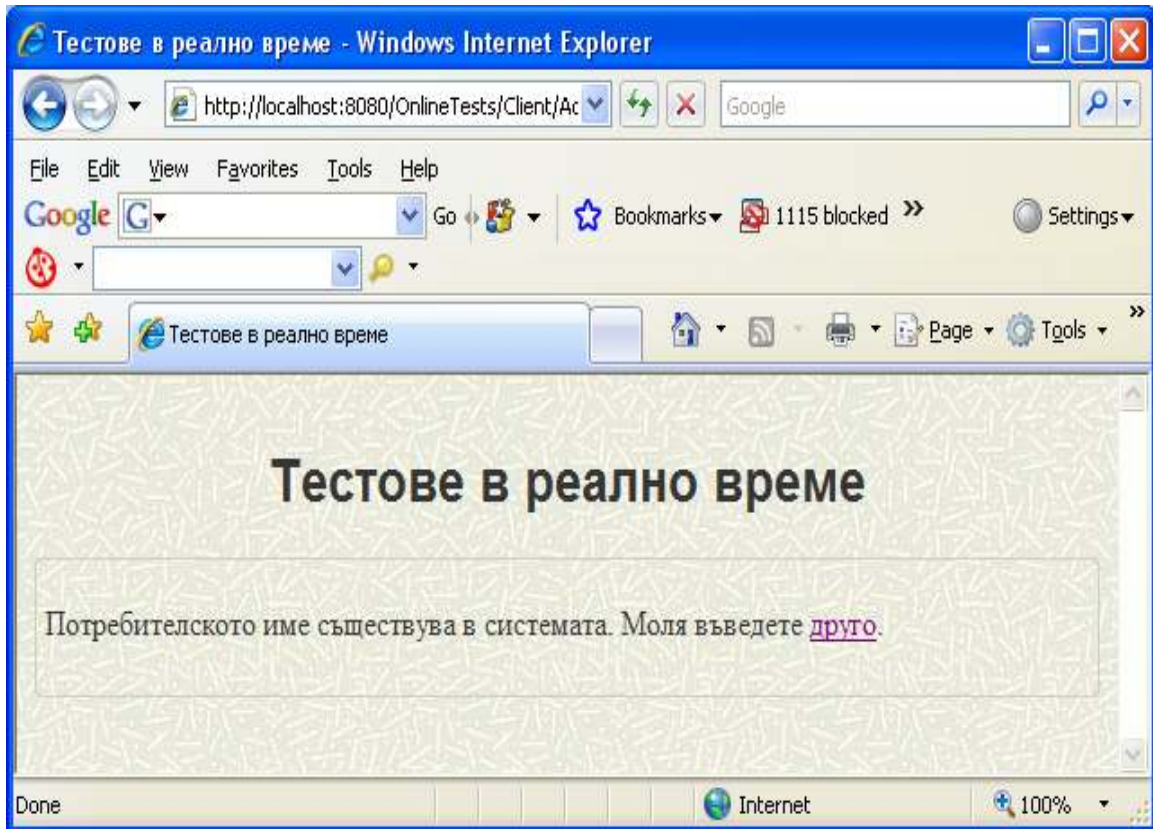 Тестове в реално време - Windows Internet Explorer
http://localhost:8080/OnlineTests/Client/Ac
Google
File Edit View Favorites Tools Help
Google G Go Bookmarks 1115 blocked » Settings
Тестове в реално време Page Tools »
Тестове в реално време
Потребителското име съществува в системата. Моля въведете друго.
Done Internet 100%